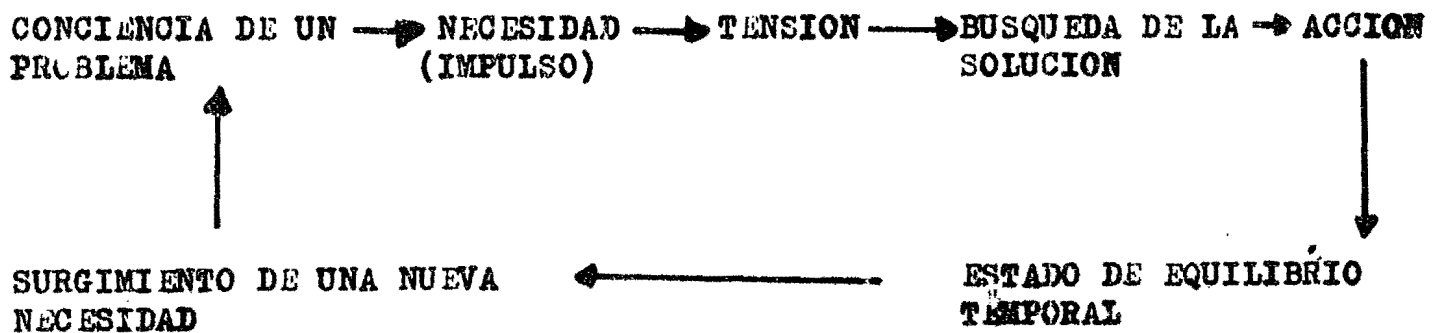 CONCIENCIA DE UN NECESIDAD TENSION BUSQUEDA DE LA ACCION
PROBLEMA (IMPULSO) SOLUCION
SURGIMIENTO DE UNA NUEVA ESTADO DE EQUILIBRIO
NECESIDAD TEMPORAL